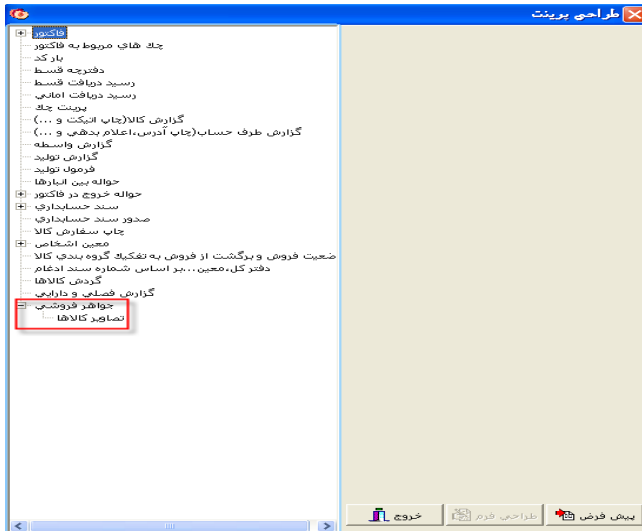 طراحي پرينت
فاكتور
چك هاي مربوط به فاكتور
بار كد
دفترچه قسط
رسيد دريافت قسط
رسيد دريافت اماني
پرينت چك
گزارش كالا(چاپ اتيكت و ...)
گزارش طرف حساب(چاپ آدرس،اعلام بدهي و ...)
گزارش واسطه
گزارش توليد
فرمول توليد
حواله بين انبارها
حواله خروج در فاكتور
سند حسابداري
صدور سند حسابداري
چاپ سفارش كالا
معين اشخاص
ضعيت فروش و برگشت از فروش به تفكيك گروه بندي كالا
دفتر كل،معين...بر اساس شماره سند ادغام
گردش كالاها
گزارش فصلي و دارايي
جواهر فروشي
تصاوير كالاها
پيش فرض
طراحي فرم
خروج